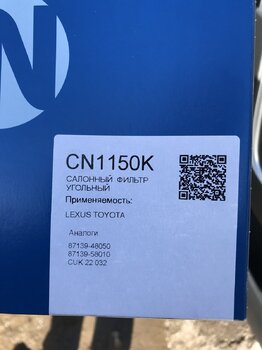 N
CN1150K
САЛОННЫЙ ФИЛЬТР
УГОЛЬНЫЙ
Применяемость:
LEXUS TOYOTA
Аналоги
87139-48050
87139-58010
CUK 22 032